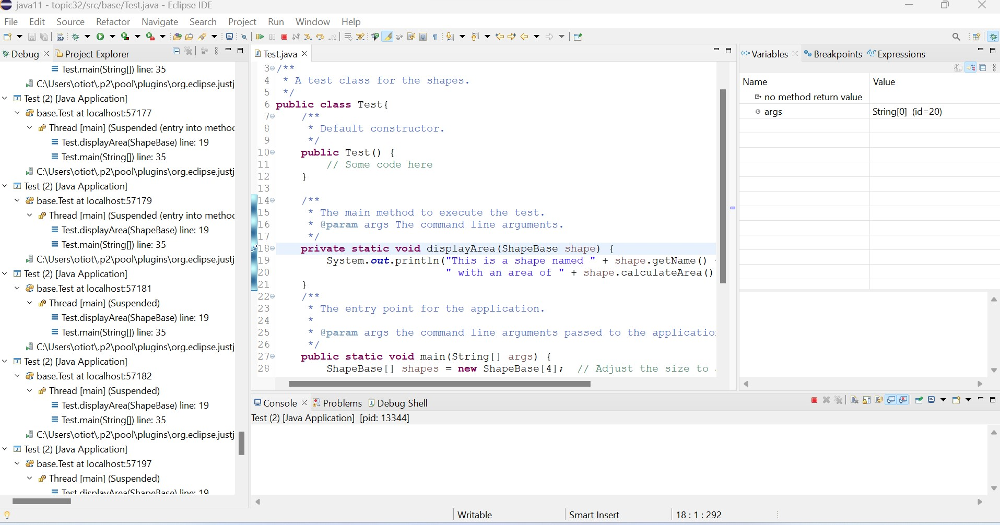 java11 - topic32/src/base/Test.java - Eclipse IDE
File Edit Source Refactor Navigate Search Project Run Window Help
Debug Project Explorer
Test.main(String[]) line: 35
C:\Users\otiot\.p2\pool\plugins\org.eclipse.justj
Test (2) [Java Application]
base.Test at localhost:57177
Thread [main] (Suspended (entry into method
Test.displayArea(ShapeBase) line: 19
Test.main(String[]) line: 35
C:\Users\otiot\.p2\pool\plugins\org.eclipse.justj
Test (2) [Java Application]
base.Test at localhost:57179
Thread [main] (Suspended (entry into method
Test.displayArea(ShapeBase) line: 19
Test.main(String[]) line: 35
C:\Users\otiot\.p2\pool\plugins\org.eclipse.justj
Test (2) [Java Application]
base.Test at localhost:57181
Thread [main] (Suspended)
Test.displayArea(ShapeBase) line: 19
Test.main(String[]) line: 35
C:\Users\otiot\.p2\pool\plugins\org.eclipse.justj
Test (2) [Java Application]
base.Test at localhost:57182
Thread [main] (Suspended)
Test.displayArea(ShapeBase) line: 19
Test.main(String[]) line: 35
C:\Users\otiot\.p2\pool\plugins\org.eclipse.justj
Test (2) [Java Application]
base.Test at localhost:57197
Thread [main] (Suspended)
Test.displayArea(ShapeBase) line: 19
Test.java
3 /**
4 * A test class for the shapes.
5 */
6 public class Test{
7 /**
8 * Default constructor.
9 */
10 public Test() {
11 // Some code here
12 }
13
14 /**
15 * The main method to execute the test.
16 * @param args The command line arguments.
17 */
18 private static void displayArea(ShapeBase shape) {
19 System.out.println("This is a shape named " + shape.getName()
20 " with an area of " + shape.calculateArea()
21 }
22 /**
23 * The entry point for the application.
24 *
25 * @param args the command line arguments passed to the applicatio
26 */
27 public static void main(String[] args) {
28 ShapeBase[] shapes = new ShapeBase[4]; // Adjust the size to
(x)= Variables Breakpoints Expressions
Name Value
no method return value
args String[0] (id=20)
Console Problems Debug Shell
Test (2) [Java Application] [pid: 13344]
Writable Smart Insert 18 : 1 : 292